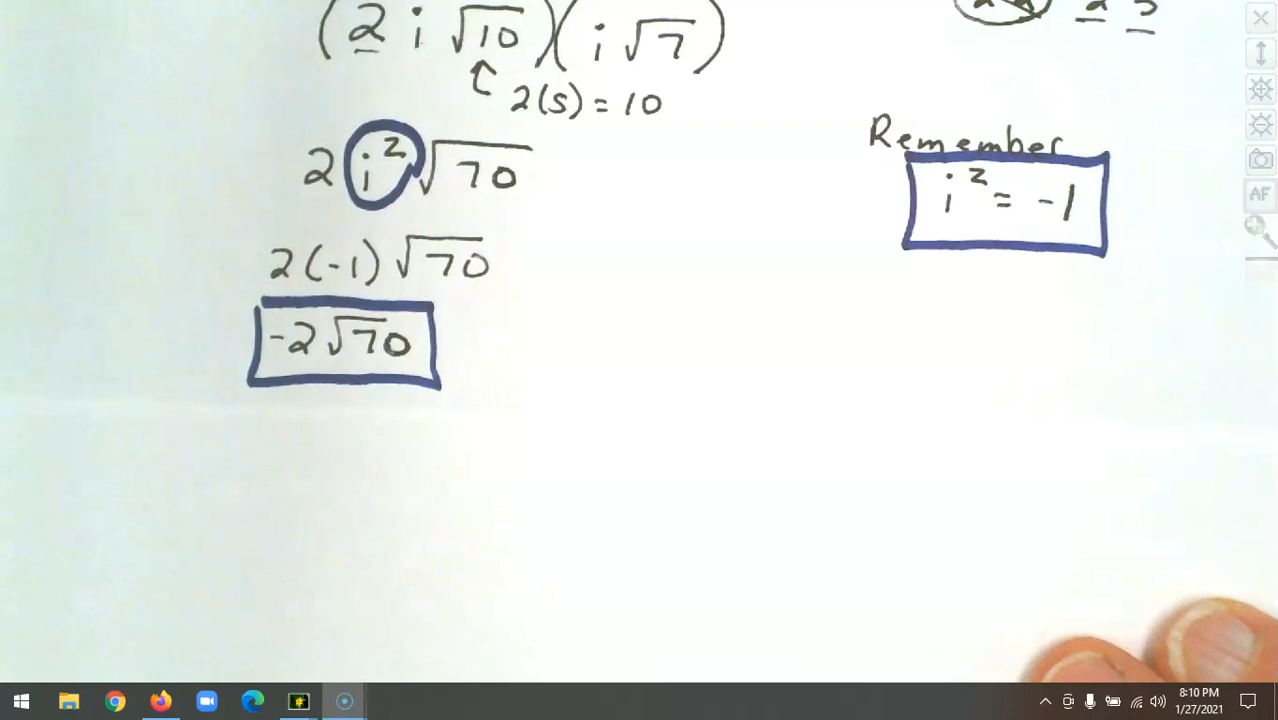 (2 i √10)(i √7)
2(5) = 10
2 i² √70
Remember
i² = -1
2(-1) √70
-2√70
AF
8:10 PM
1/27/2021